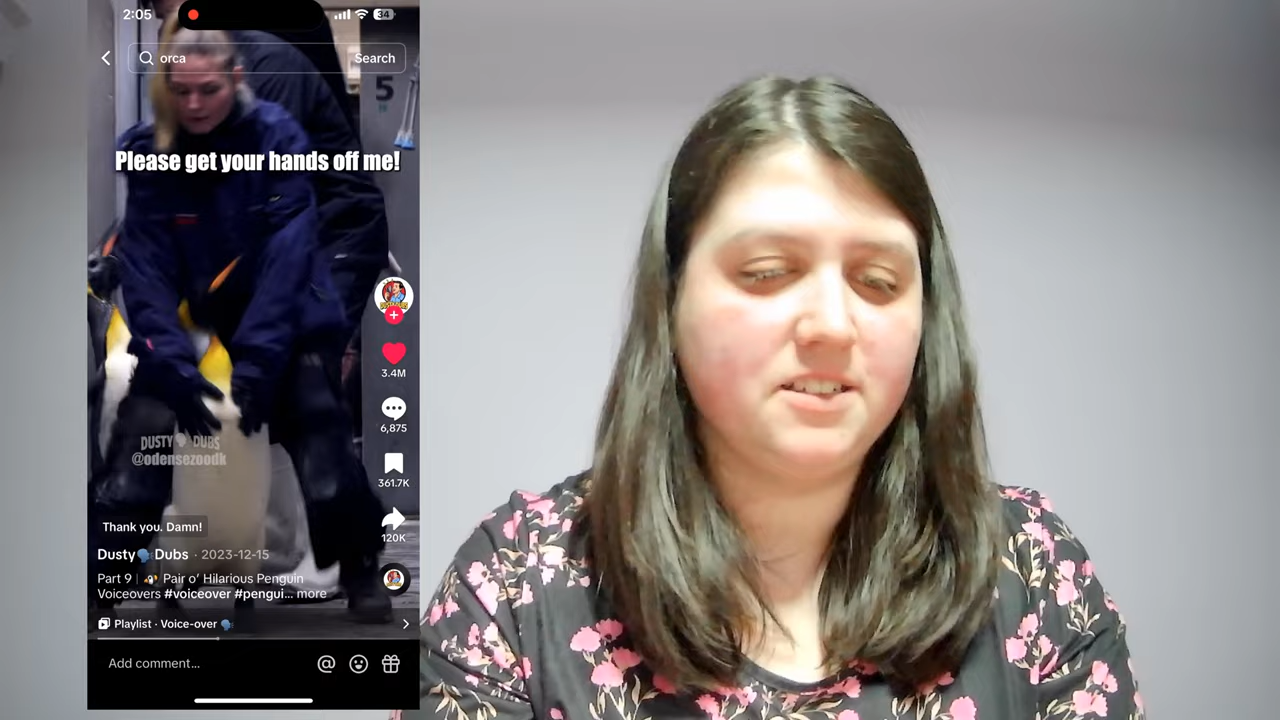 2:05
34
orca
Search
5
Please get your hands off me!
3.4M
6,875
DUSTY DUBS
@odensezoodk
361.7K
Thank you. Damn!
120K
Dusty🗣️Dubs · 2023-12-15
Part 9 | 🐧 Pair o' Hilarious Penguin
Voiceovers #voiceover #pengui... more
Playlist · Voice-over 🗣️
Add comment...